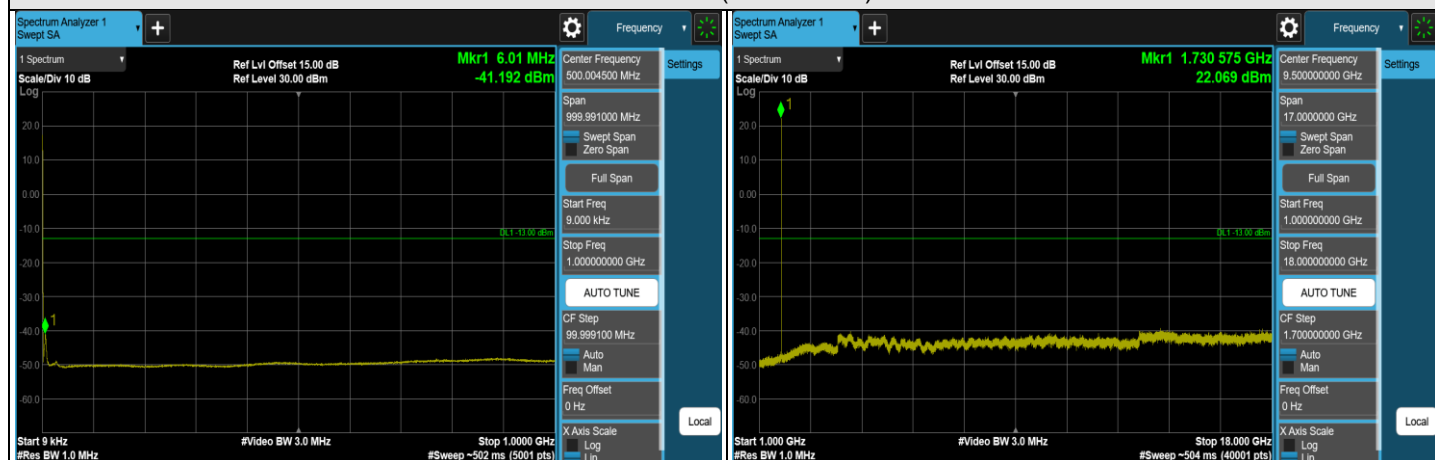 Spectrum Analyzer 1
Swept SA
+
Frequency
1 Spectrum
Scale/Div 10 dB
Log
Ref Lvl Offset 15.00 dB
Ref Level 30.00 dBm
Mkr1 6.01 MHz
-41.192 dBm
1
20.0
10.0
0.00
-10.0
-20.0
-30.0
-40.0
-50.0
-60.0
DL1 -13.00 dBm
Start 9 kHz
#Res BW 1.0 MHz
#Video BW 3.0 MHz
Stop 1.0000 GHz
#Sweep ~502 ms (5001 pts)
Center Frequency
500.004500 MHz
Settings
Span
999.991000 MHz
Swept Span
Zero Span
Full Span
Start Freq
9.000 kHz
Stop Freq
1.000000000 GHz
AUTO TUNE
CF Step
99.999100 MHz
Auto
Man
Freq Offset
0 Hz
X Axis Scale
Log
Lin
Local
Spectrum Analyzer 1
Swept SA
+
Frequency
1 Spectrum
Scale/Div 10 dB
Log
Ref Lvl Offset 15.00 dB
Ref Level 30.00 dBm
Mkr1 1.730 575 GHz
22.069 dBm
1
20.0
10.0
0.00
-10.0
-20.0
-30.0
-40.0
-50.0
-60.0
DL1 -13.00 dBm
Start 1.000 GHz
#Res BW 1.0 MHz
#Video BW 3.0 MHz
Stop 18.000 GHz
#Sweep ~504 ms (40001 pts)
Center Frequency
9.500000000 GHz
Settings
Span
17.0000000 GHz
Swept Span
Zero Span
Full Span
Start Freq
1.000000000 GHz
Stop Freq
18.000000000 GHz
AUTO TUNE
CF Step
1.700000000 GHz
Auto
Man
Freq Offset
0 Hz
X Axis Scale
Log
Lin
Local